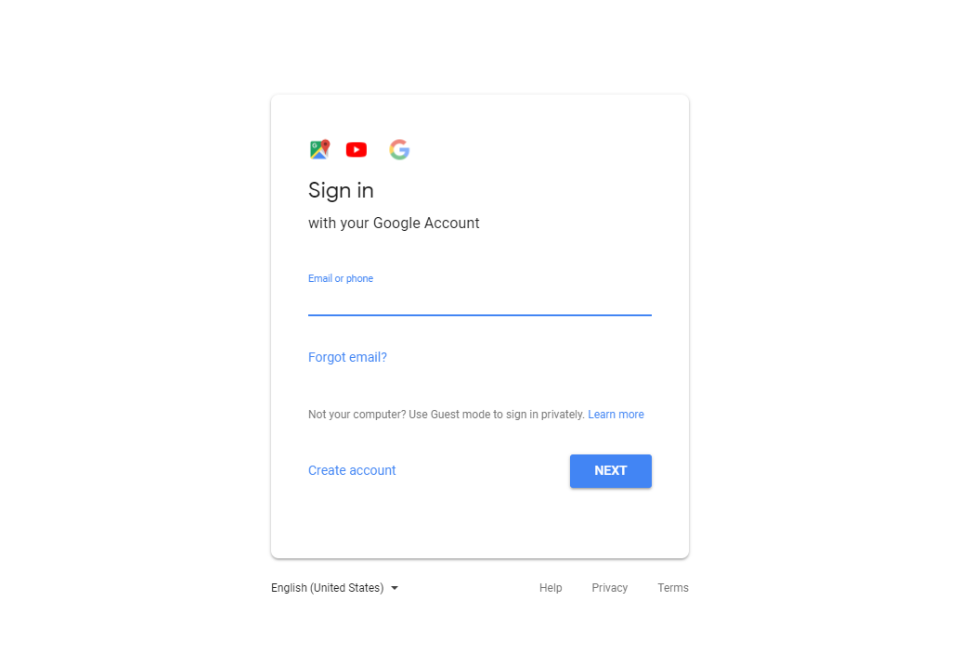 Sign in
with your Google Account
Email or phone
Forgot email?
Not your computer? Use Guest mode to sign in privately. Learn more
Create account NEXT
English (United States) Help Privacy Terms